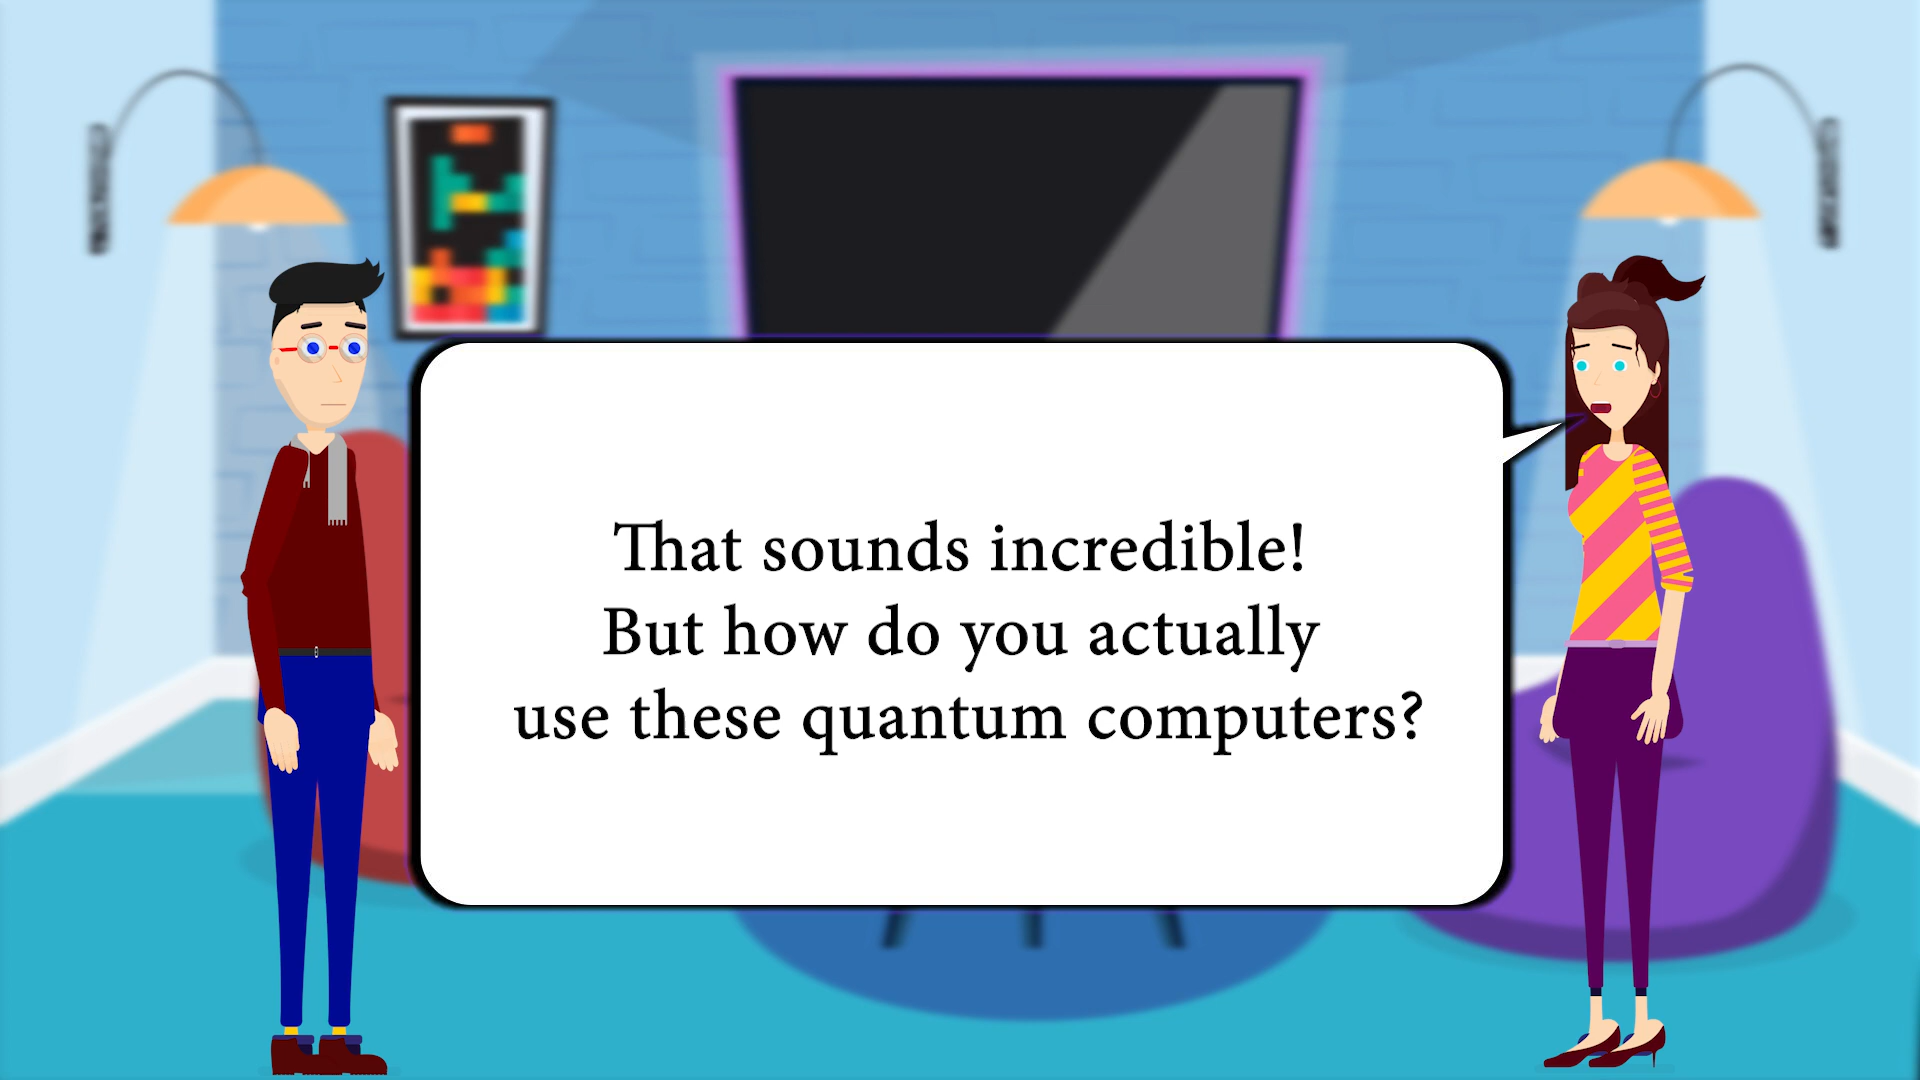 That sounds incredible!
But how do you actually
use these quantum computers?